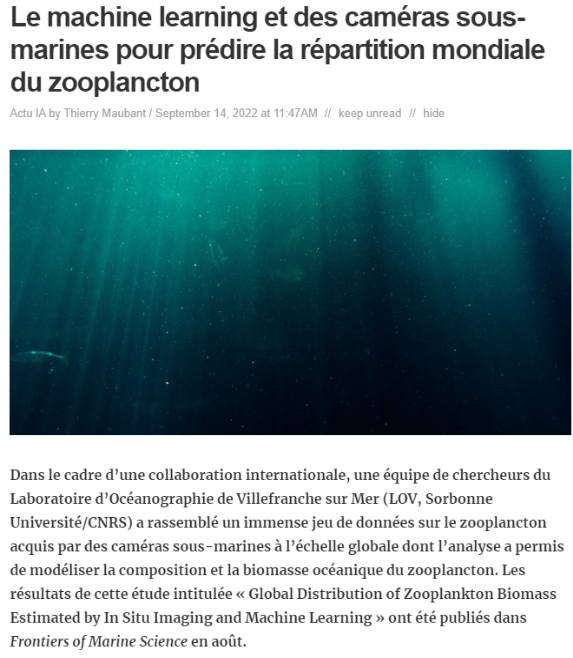 Le machine learning et des caméras sous-
marines pour prédire la répartition mondiale
du zooplancton
Actu IA by Thierry Maubant / September 14, 2022 at 11:47AM // keep unread // hide
Dans le cadre d’une collaboration internationale, une équipe de chercheurs du
Laboratoire d’Océanographie de Villefranche sur Mer (LOV, Sorbonne
Université/CNRS) a rassemblé un immense jeu de données sur le zooplancton
acquis par des caméras sous-marines à l’échelle globale dont l’analyse a permis
de modéliser la composition et la biomasse océanique du zooplancton. Les
résultats de cette étude intitulée « Global Distribution of Zooplankton Biomass
Estimated by In Situ Imaging and Machine Learning » ont été publiés dans
Frontiers of Marine Science en août.